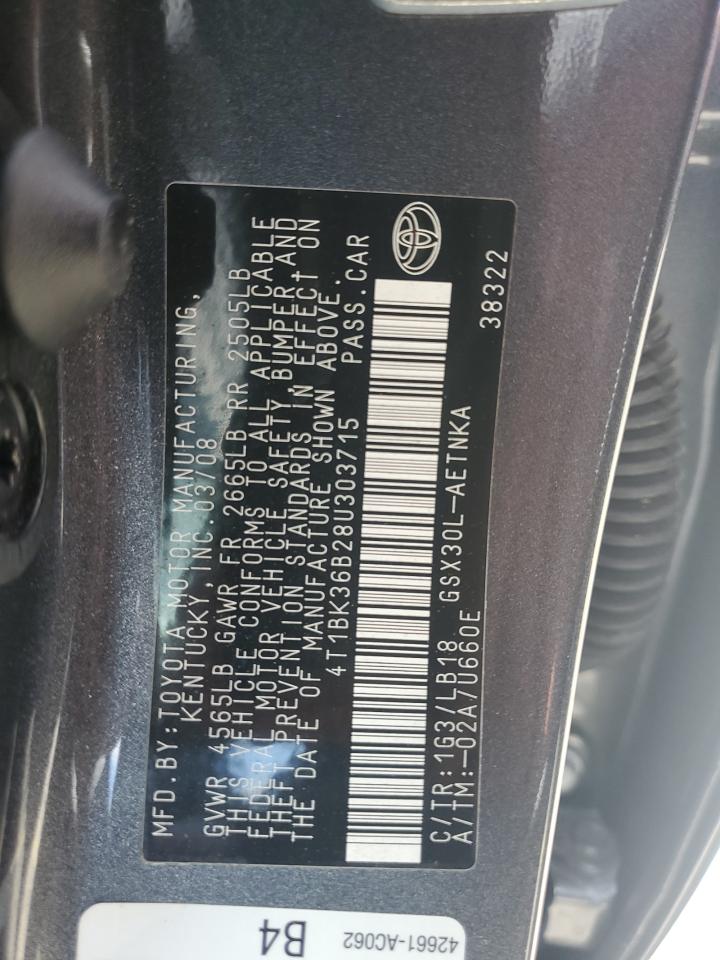 MFD.BY:TOYOTA MOTOR MANUFACTURING,
KENTUCKY INC.03/08
GVWR 4565LB GAWR FR 2665LB RR 2505LB
THIS VEHICLE CONFORMS TO ALL APPLICABLE
FEDERAL MOTOR VEHICLE SAFETY,BUMPER,AND
THEFT PREVENTION STANDARDS IN EFFECT ON
THE DATE OF MANUFACTURE SHOWN ABOVE.
4T1BK36B28U303715 PASS.CAR
C/TR:1G3/LB18 GSX30L-AETNKA
A/TM:-02A/U660E 38322
42661-AC062
B4